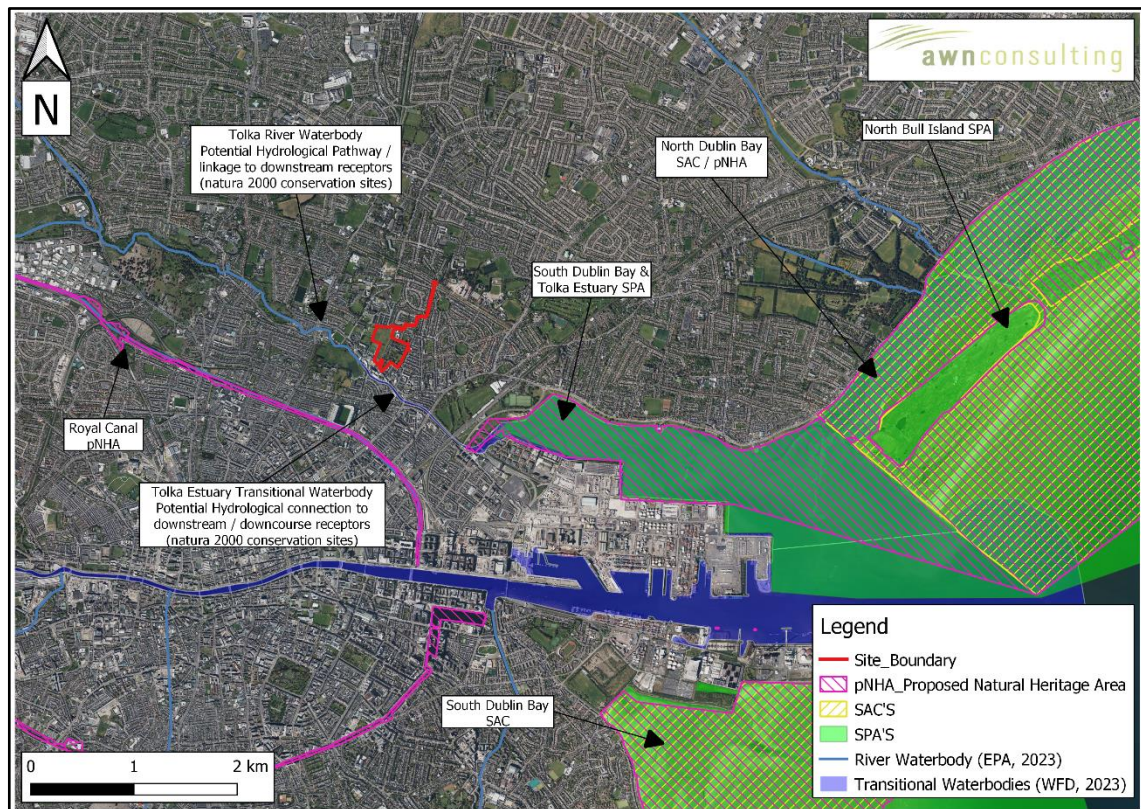 awnconsulting
N
Tolka River Waterbody
Potential Hydrological Pathway /
linkage to downstream receptors
(natura 2000 conservation sites)
North Dublin Bay
SAC / pNHA
North Bull Island SPA
South Dublin Bay &
Tolka Estuary SPA
Royal Canal
pNHA
Tolka Estuary Transitional Waterbody
Potential Hydrological connection to
downstream / downcourse receptors
(natura 2000 conservation sites)
South Dublin Bay
SAC
Legend
Site_Boundary
pNHA_Proposed Natural Heritage Area
SAC'S
SPA'S
River Waterbody (EPA, 2023)
Transitional Waterbodies (WFD, 2023)
0 1 2 km